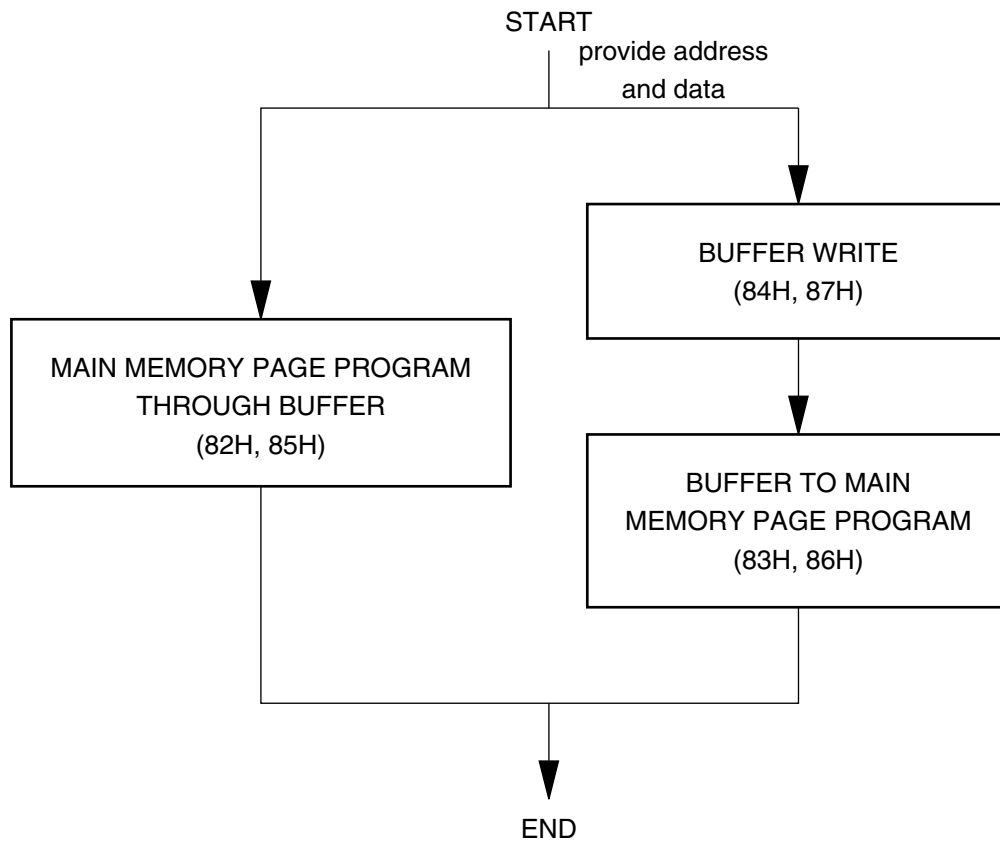 START
provide address
and data
BUFFER WRITE
(84H, 87H)
MAIN MEMORY PAGE PROGRAM
THROUGH BUFFER
(82H, 85H)
BUFFER TO MAIN
MEMORY PAGE PROGRAM
(83H, 86H)
END